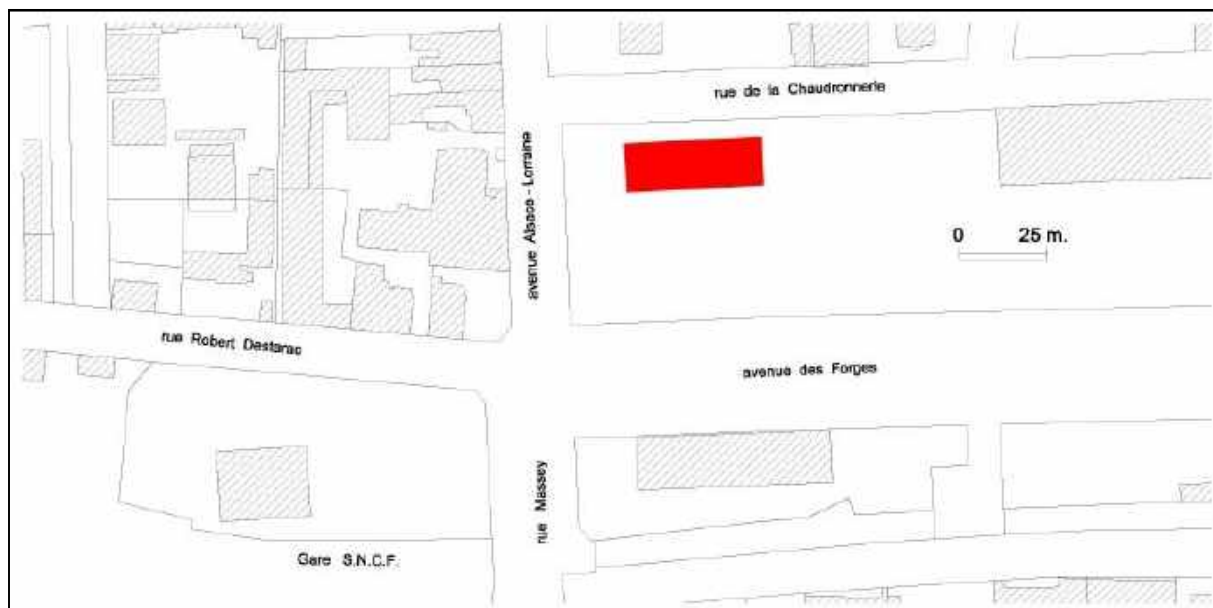 rue de la Chaudronnerie
avenue Alsace - Lorraine
0 25 m.
rue Robert Destarac
avenue des Forges
rue Massey
Gare S.N.C.F.